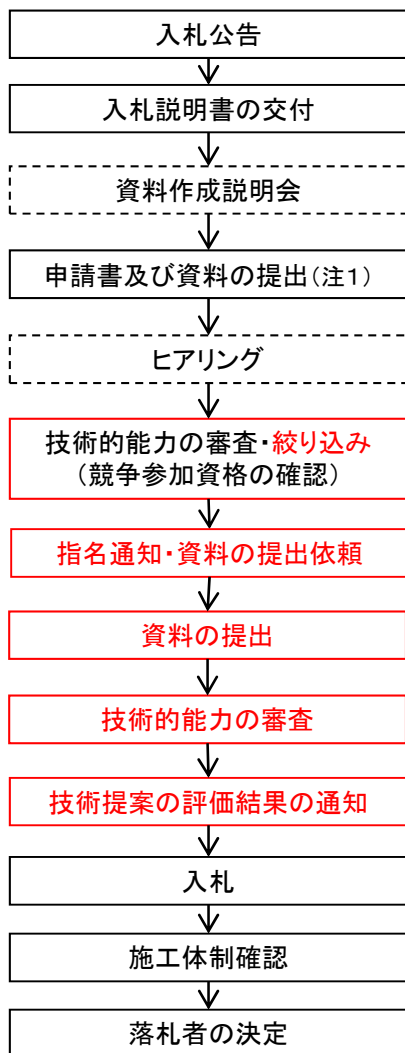 入札公告
入札説明書の交付
資料作成説明会
申請書及び資料の提出(注1)
ヒアリング
技術的能力の審査・絞り込み
(競争参加資格の確認)
指名通知・資料の提出依頼
資料の提出
技術的能力の審査
技術提案の評価結果の通知
入札
施工体制確認
落札者の決定